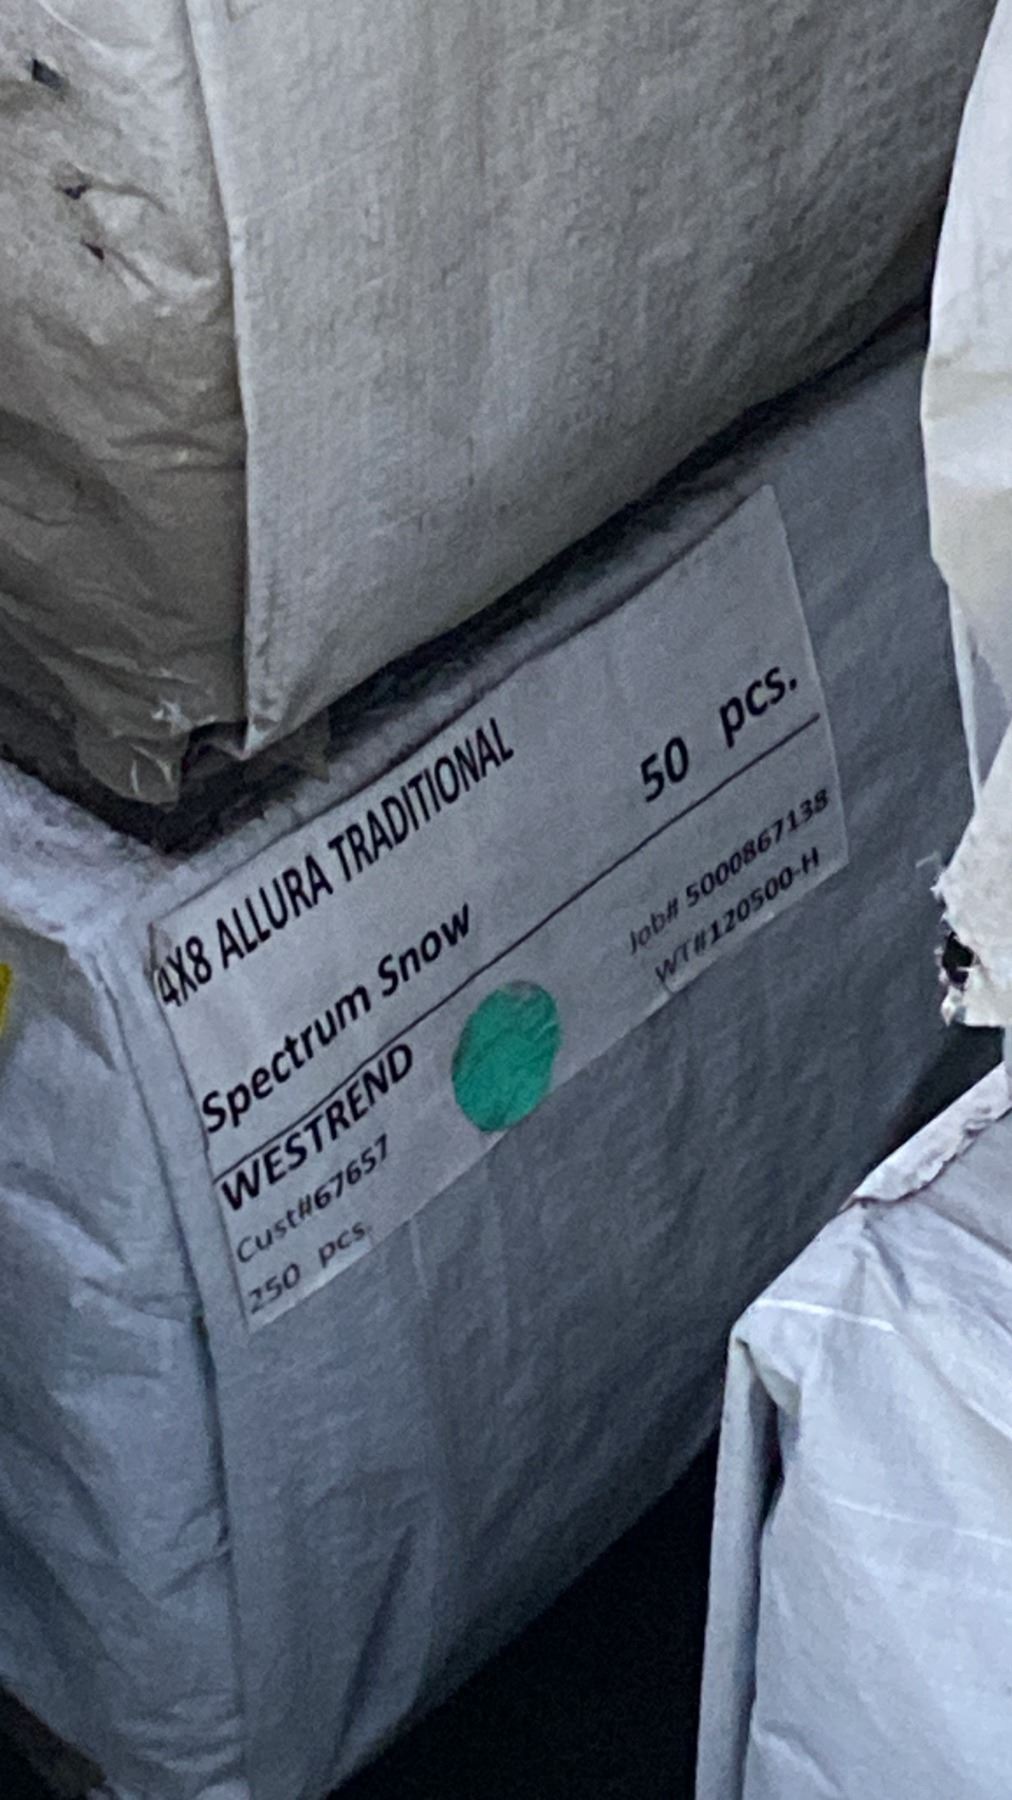 4X8 ALLURA TRADITIONAL
Spectrum Snow 50 pcs.
WESTREND Job# 5000867138
Cust#67657 WT#120500-H
250 pcs.